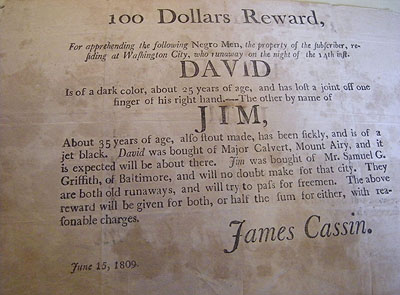 100 Dollars Reward,
For apprehending the following Negro Men, the property of the ſubſcriber, re-
ſiding at Waſhington City, who runaway on the night of the 14th inſt.
DAVID
Is of a dark color, about 25 years of age, and has loſt a joint off one
finger of his right hand.—The other by name of
JIM,
About 35 years of age, alſo ſtout made, has been ſickly, and is of a
jet black. David was bought of Major Calvert, Mount Airy, and it
is expected will be about there. Jim was bought of Mr. Samuel G.
Griffith, of Baltimore, and will no doubt make for that city. They
are both old runaways, and will try to paſs for freemen. The above
reward will be given for both, or half the ſum for either, with rea-
ſonable charges.
James Cassin.
June 15, 1809.